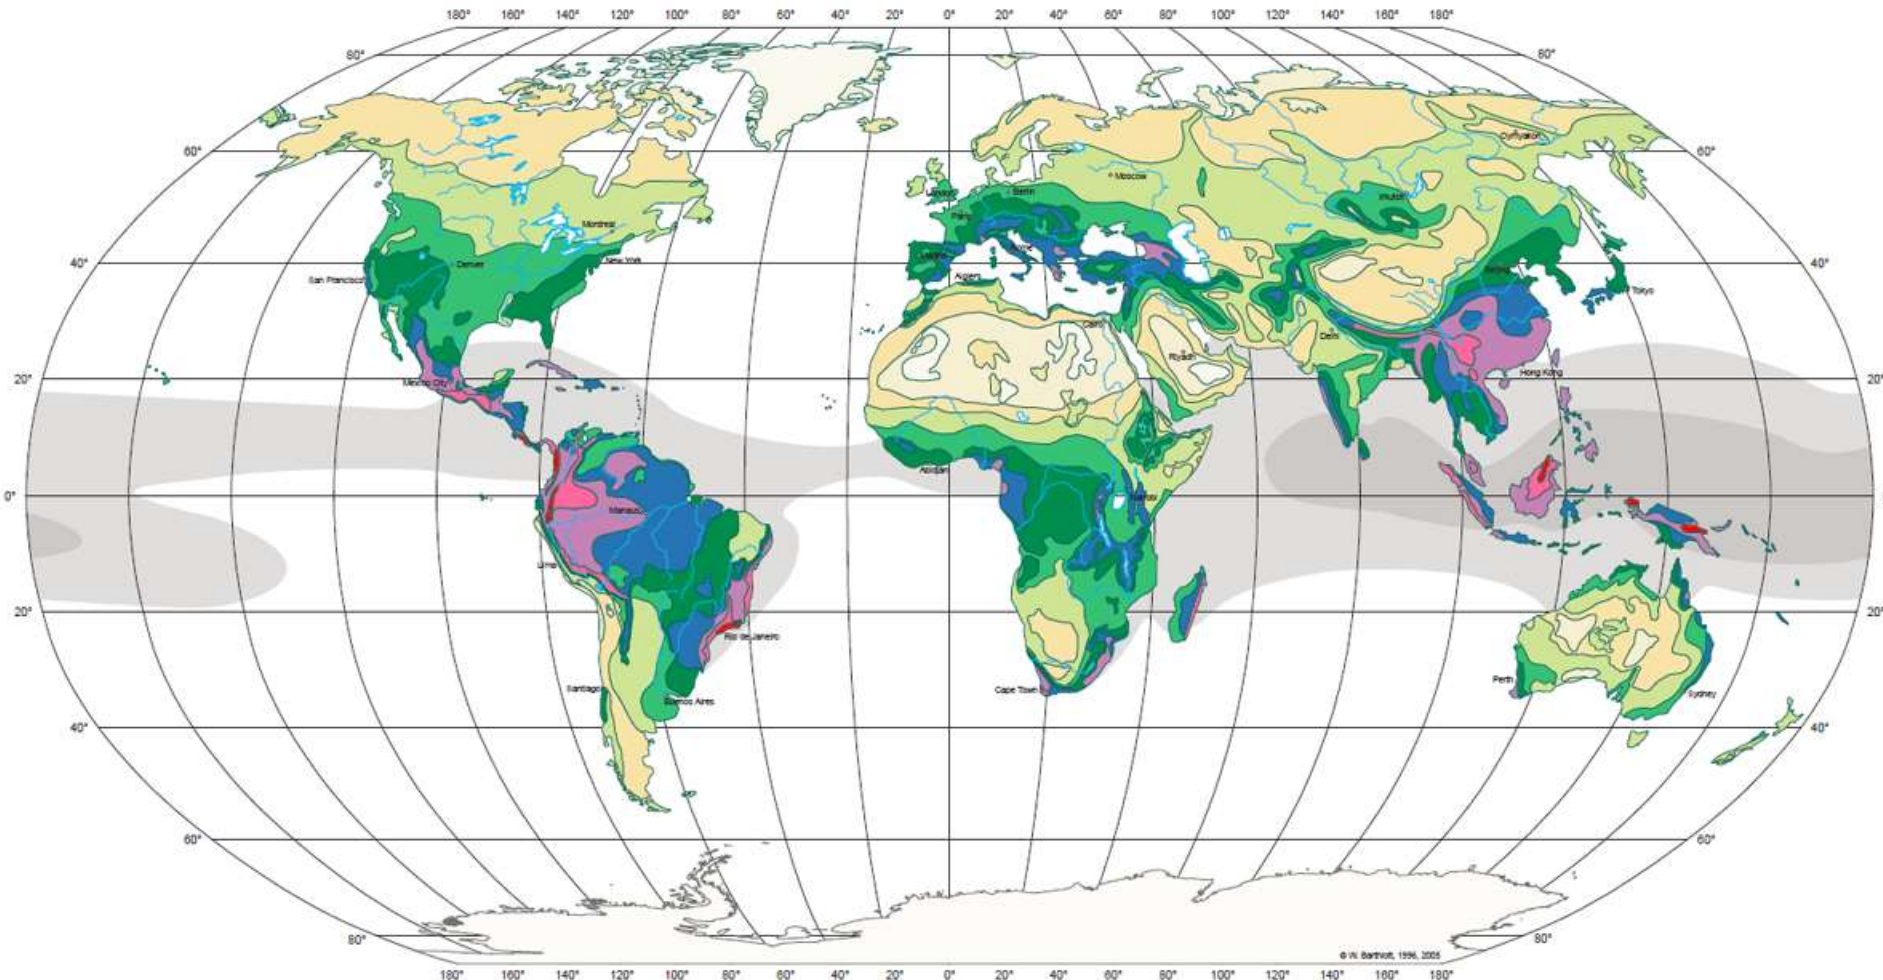 180° 160° 140° 120° 100° 80° 60° 40° 20° 0° 20° 40° 60° 80° 100° 120° 140° 160° 180°
80° 80°
60° Oymyakon 60°
Moscow
London Berlin
Irkutsk
Paris
Montreal
Rome
Madrid
40° Denver New York 40°
San Francisco Algiers Beijing
Tokyo
Cairo
Delhi
Riyadh
Hong Kong
20° Mexico City 20°
Abidjan
0° Nairobi
Manaus
Lima
20° 20°
Rio de Janeiro
Santiago Cape Town Perth
Buenos Aires Sydney
40° 40°
60° 60°
80° 80°
© W. Barthlott, 1996, 2005
180° 160° 140° 120° 100° 80° 60° 40° 20° 0° 20° 40° 60° 80° 100° 120° 140° 160° 180°